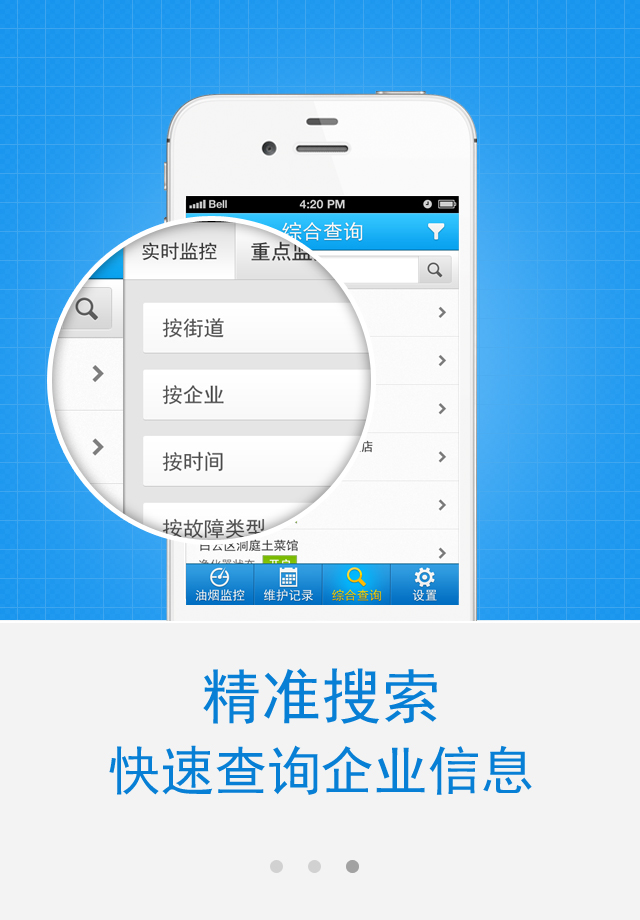 Bell 4:20 PM
综合查询
实时监控 重点监
按街道
按企业
按时间
店
按故障类型
白云区洞庭土菜馆
油烟监控 维护记录 综合查询 设置
精准搜索
快速查询企业信息